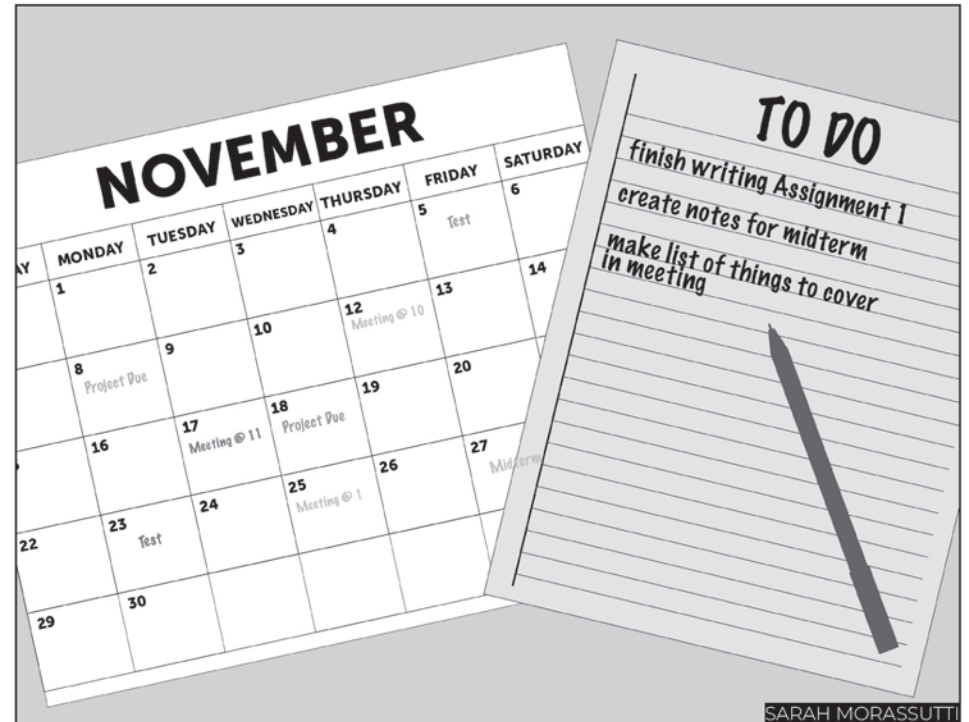 NOVEMBER
AY MONDAY TUESDAY WEDNESDAY THURSDAY FRIDAY SATURDAY
1 2 3 4 5 6
Test
8 9 10 12 13 14
Project Due Meeting @ 10
16 17 18 19 20
Meeting @ 11 Project Due
22 23 24 25 26 27
Test Meeting @ 1 Midterm
29 30
TO DO
finish writing Assignment 1
create notes for midterm
make list of things to cover
in meeting
SARAH MORASSUTTI